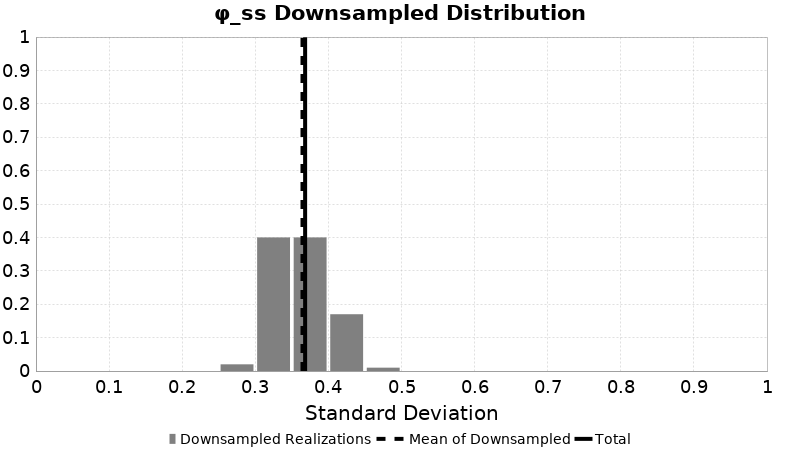 φ_ss Downsampled Distribution
1
0.9
0.8
0.7
0.6
0.5
0.4
0.3
0.2
0.1
0
0 0.1 0.2 0.3 0.4 0.5 0.6 0.7 0.8 0.9 1
Standard Deviation
Downsampled Realizations Mean of Downsampled Total